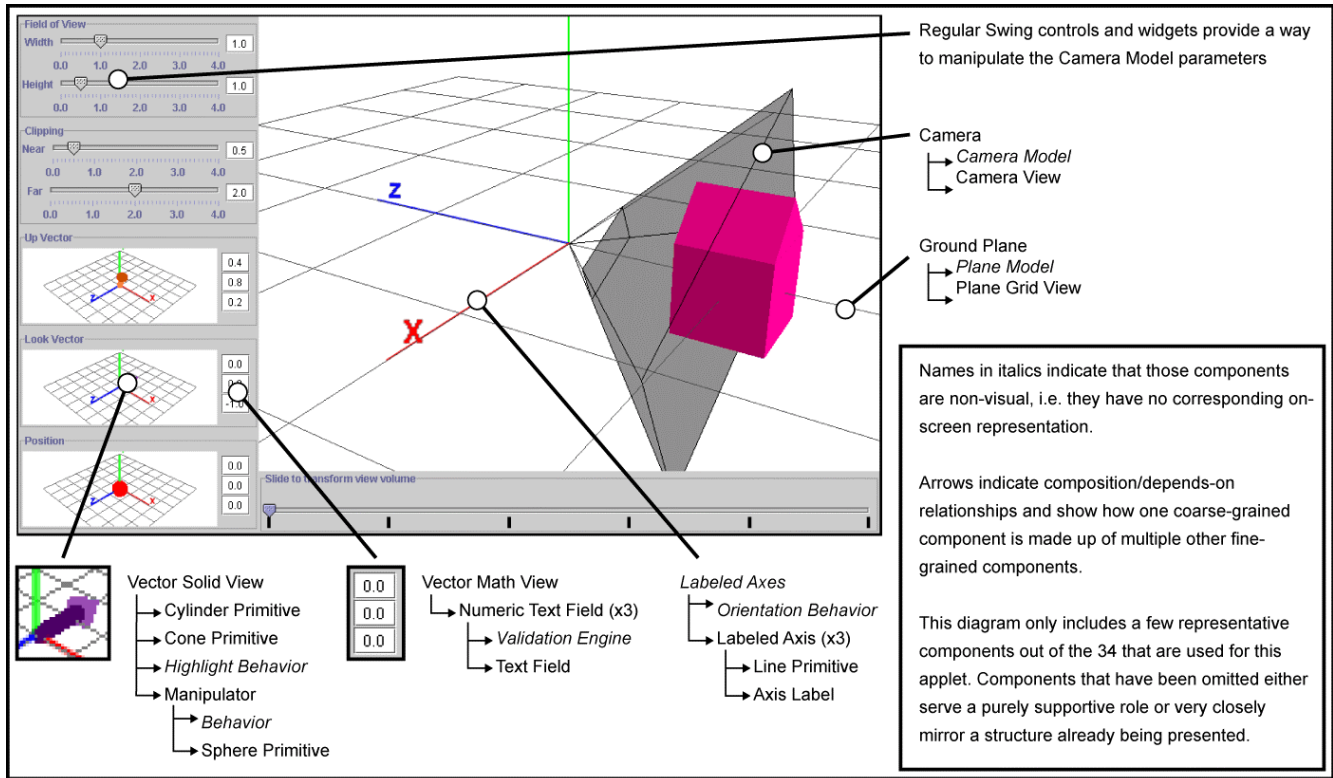 Field of View
Width
1.0
0.0 1.0 2.0 3.0 4.0
Height
1.0
0.0 1.0 2.0 3.0 4.0
Clipping
Near
0.5
0.0 1.0 2.0 3.0 4.0
Far
2.0
0.0 1.0 2.0 3.0 4.0
Up Vector
z
x
0.4
0.8
0.2
Look Vector
z
x
0.0
-1.0
Position
z
x
0.0
0.0
0.0
z
X
Slide to transform view volume
Regular Swing controls and widgets provide a way
to manipulate the Camera Model parameters
Camera
Camera Model
Camera View
Ground Plane
Plane Model
Plane Grid View
Names in italics indicate that those components
are non-visual, i.e. they have no corresponding on-
screen representation.
Arrows indicate composition/depends-on
relationships and show how one coarse-grained
component is made up of multiple other fine-
grained components.
This diagram only includes a few representative
components out of the 34 that are used for this
applet. Components that have been omitted either
serve a purely supportive role or very closely
mirror a structure already being presented.
Vector Solid View
Cylinder Primitive
Cone Primitive
Highlight Behavior
Manipulator
Behavior
Sphere Primitive
0.0
0.0
0.0
Vector Math View
Numeric Text Field (x3)
Validation Engine
Text Field
Labeled Axes
Orientation Behavior
Labeled Axis (x3)
Line Primitive
Axis Label